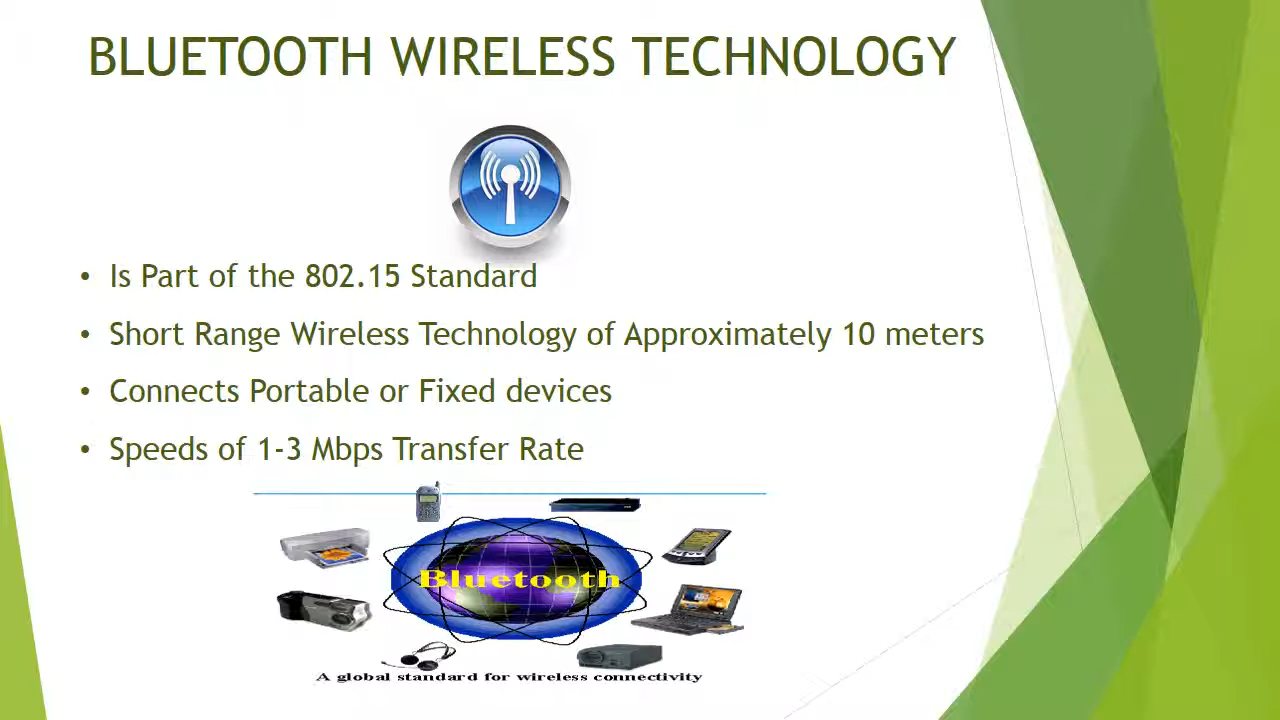 BLUETOOTH WIRELESS TECHNOLOGY
• Is Part of the 802.15 Standard
• Short Range Wireless Technology of Approximately 10 meters
• Connects Portable or Fixed devices
• Speeds of 1-3 Mbps Transfer Rate
Bluetooth
A global standard for wireless connectivity